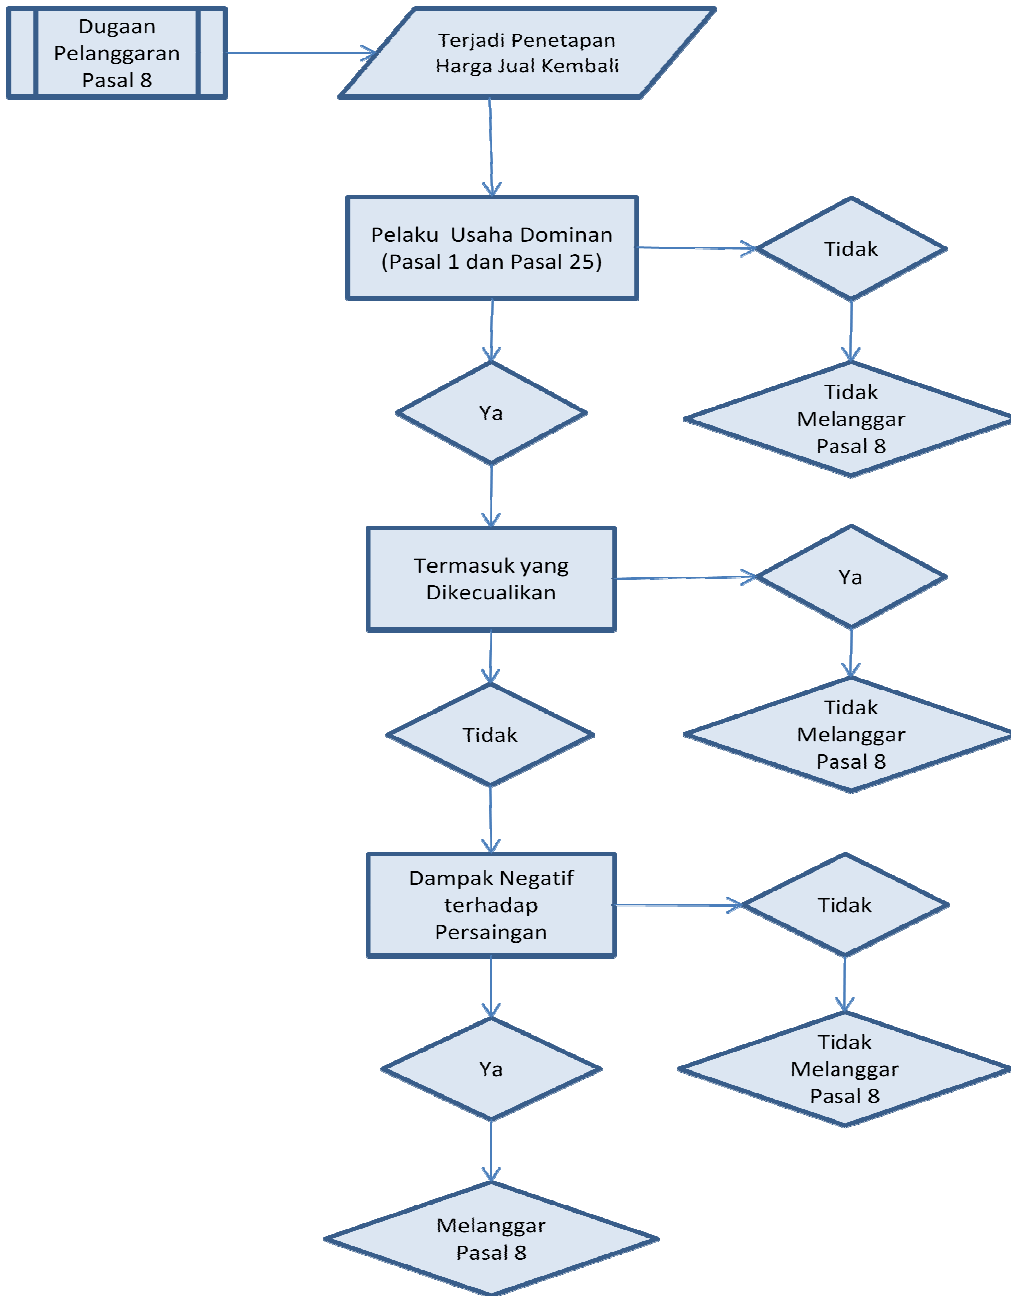 Dugaan
Pelanggaran
Pasal 8
Terjadi Penetapan
Harga Jual Kembali
Pelaku Usaha Dominan
(Pasal 1 dan Pasal 25)
Tidak
Ya
Tidak
Melanggar
Pasal 8
Termasuk yang
Dikecualikan
Ya
Tidak
Tidak
Melanggar
Pasal 8
Dampak Negatif
terhadap
Persaingan
Tidak
Ya
Tidak
Melanggar
Pasal 8
Melanggar
Pasal 8